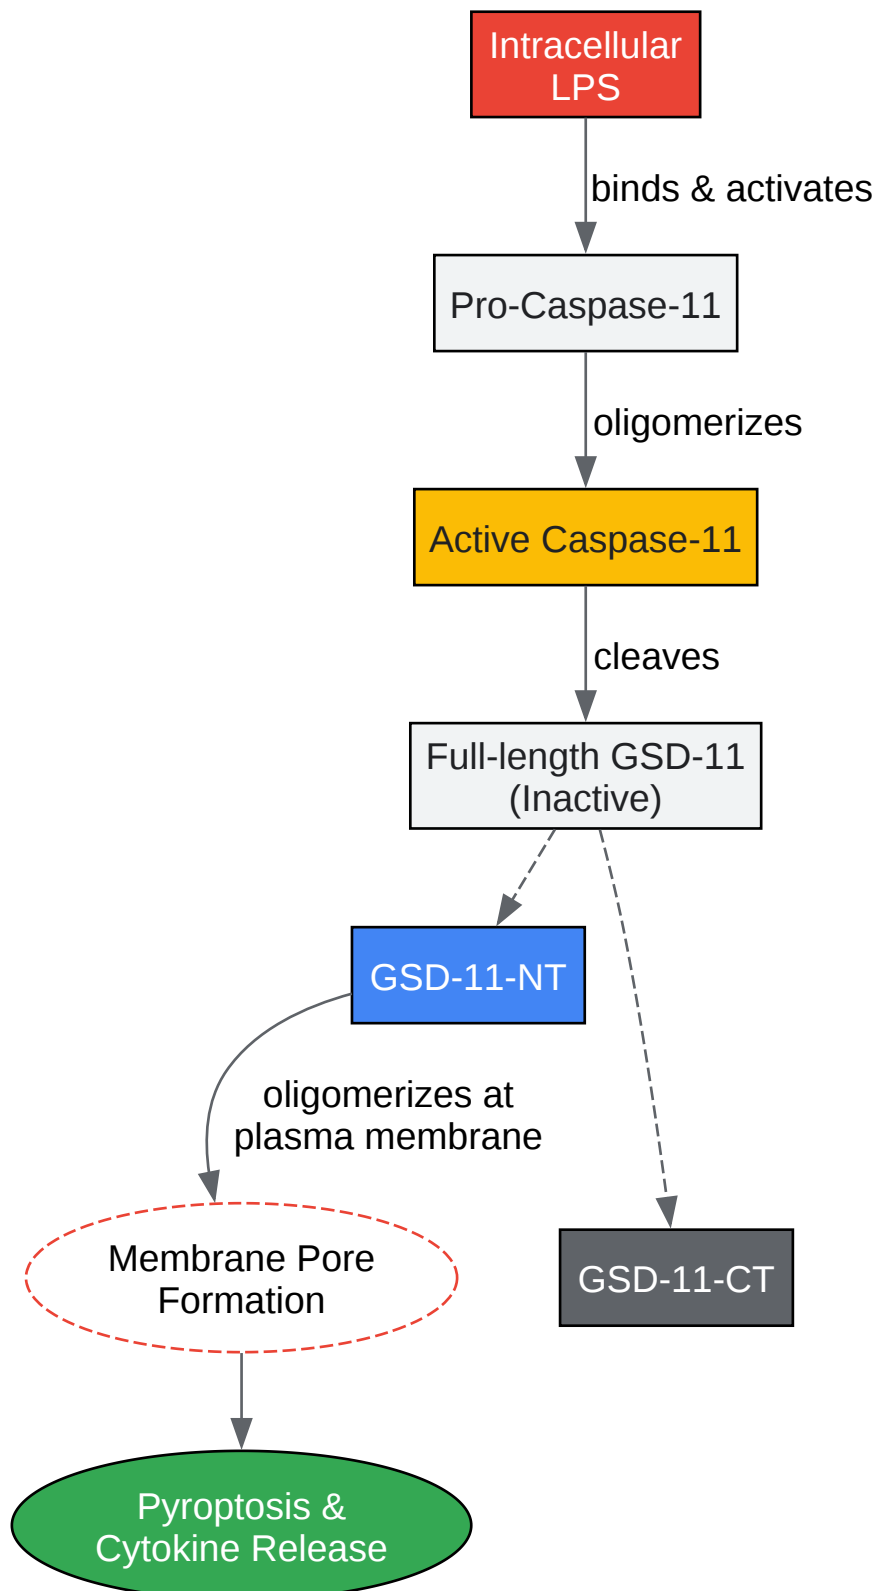 Intracellular
LPS
binds & activates
Pro-Caspase-11
oligomerizes
Active Caspase-11
cleaves
Full-length GSD-11
(Inactive)
GSD-11-NT
oligomerizes at
plasma membrane
Membrane Pore
Formation
GSD-11-CT
Pyroptosis &
Cytokine Release